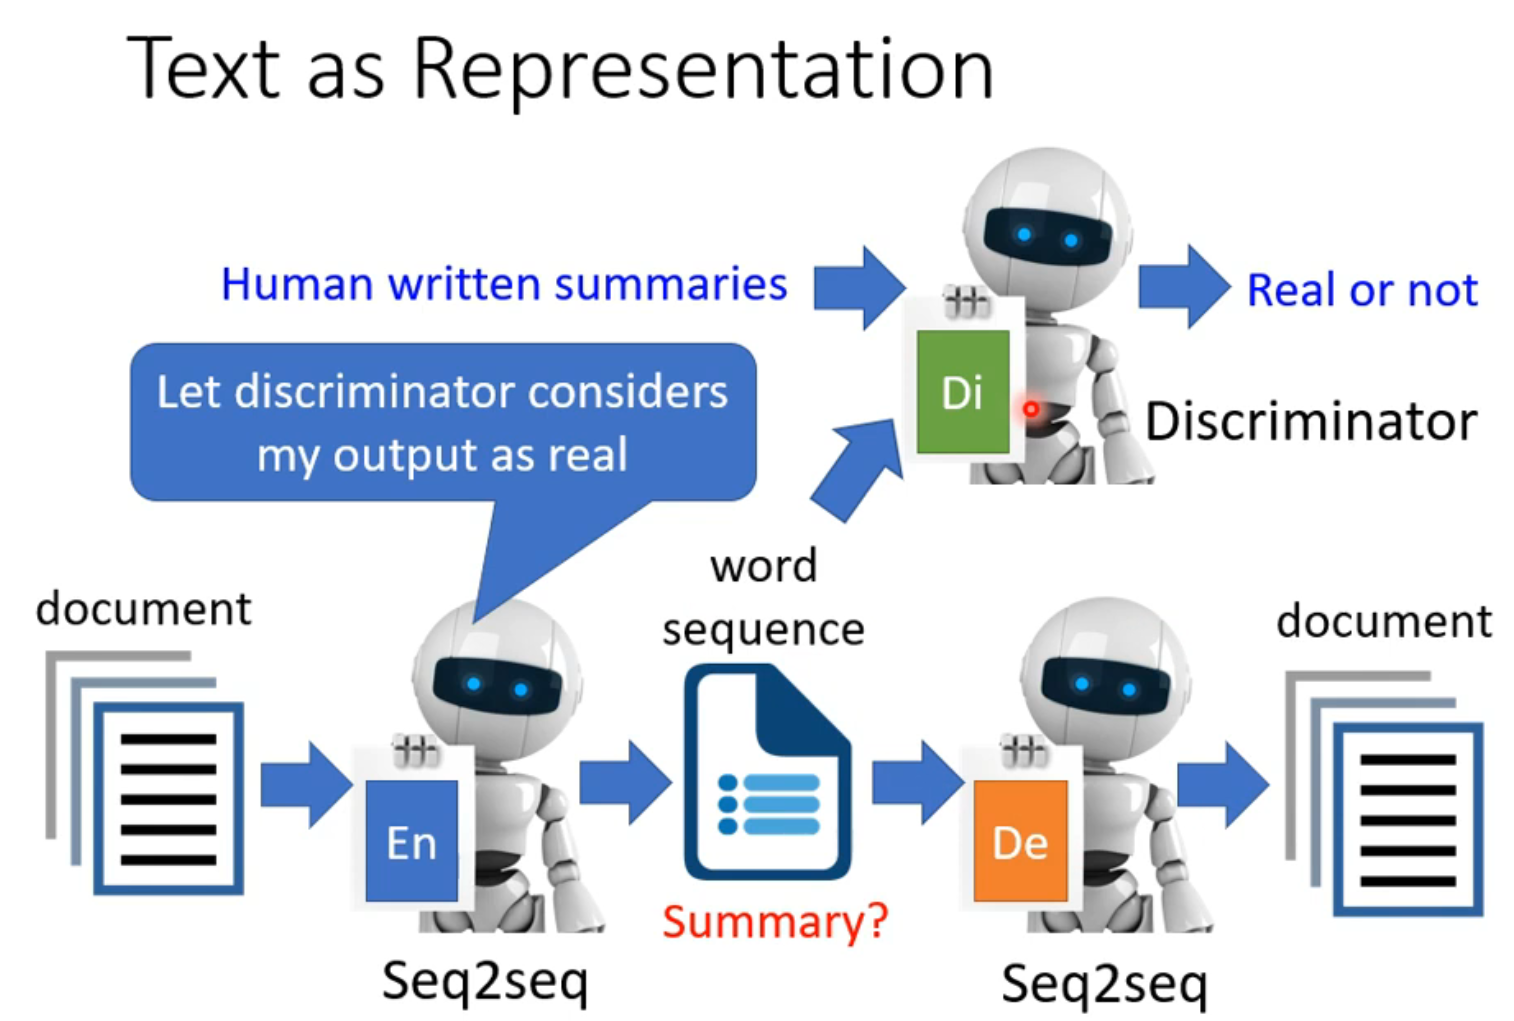 Text as Representation
Human written summaries
Real or not
Di
Discriminator
Let discriminator considers
my output as real
word
sequence
document
document
En
De
Summary?
Seq2seq
Seq2seq